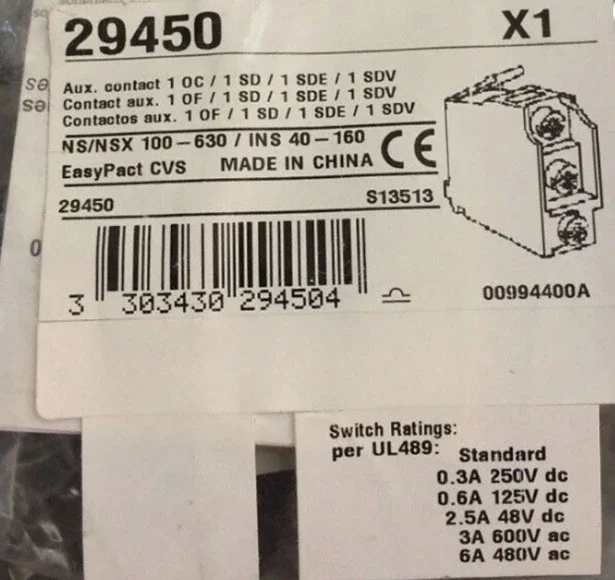 29450 X1
Aux. contact 1 OC / 1 SD / 1 SDE / 1 SDV
Contact aux. 1 OF / 1 SD / 1 SDE / 1 SDV
Contactos aux. 1 OF / 1 SD / 1 SDE / 1 SDV
NS/NSX 100-630 / INS 40-160
EasyPact CVS MADE IN CHINA CE
29450 S13513
3 303430 294504
00994400A
Switch Ratings:
per UL489: Standard
0.3A 250V dc
0.6A 125V dc
2.5A 48V dc
3A 600V ac
6A 480V ac